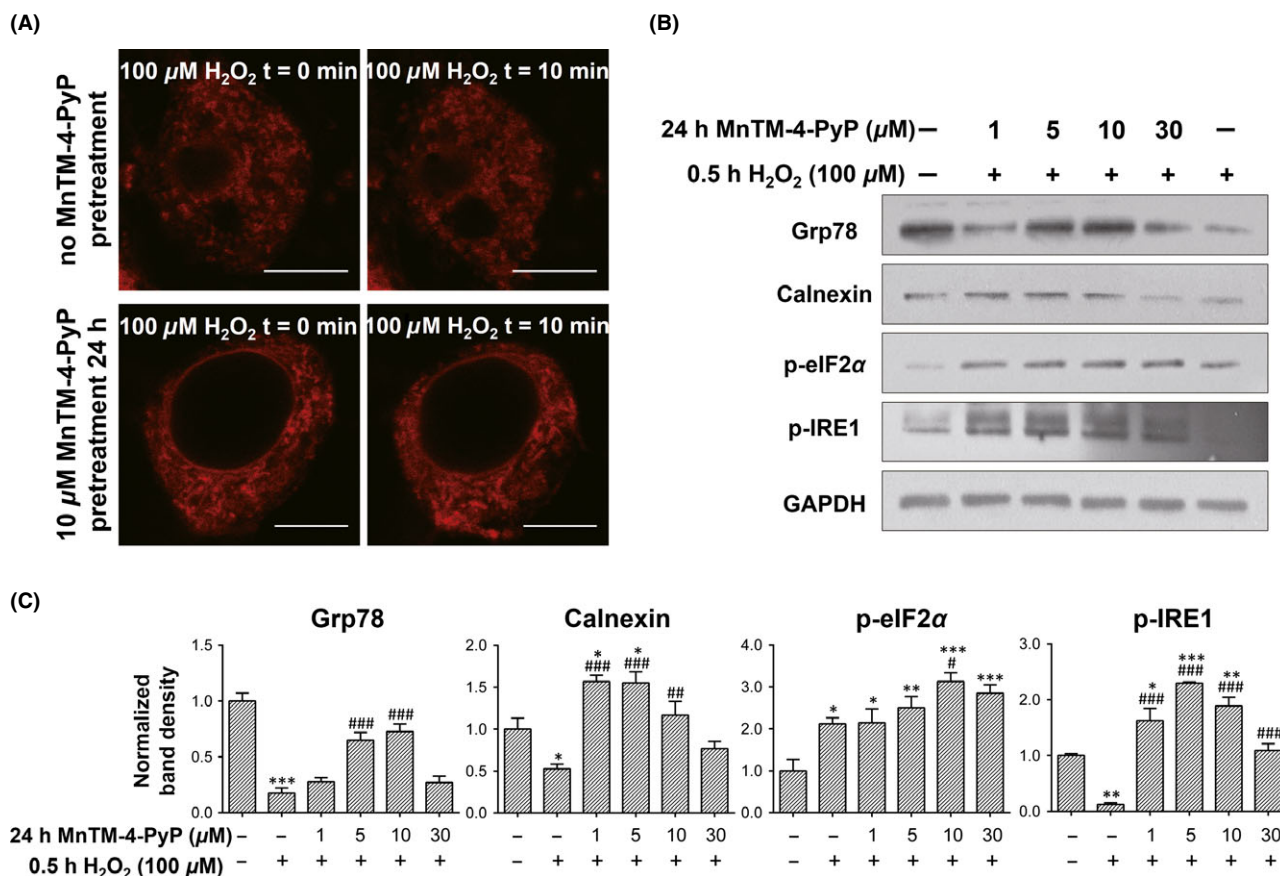 (A)
no MnTM-4-PyP
pretreatment
100 µM H₂O₂ t = 0 min
100 µM H₂O₂ t = 10 min
10 µM MnTM-4-PyP
pretreatment 24 h
100 µM H₂O₂ t = 0 min
100 µM H₂O₂ t = 10 min
(B)
24 h MnTM-4-PyP (µM) – 1 5 10 30 –
0.5 h H₂O₂ (100 µM) – + + + + +
Grp78
Calnexin
p-eIF2α
p-IRE1
GAPDH
(C)
Normalized
band density
Grp78
1.5
1.0
0.5
0.0
*** ### ###
Calnexin
2.0
1.5
1.0
0.5
0.0
* *
### ### ##
*
p-eIF2α
4.0
3.0
2.0
1.0
0.0
***
* * ** # ***
p-IRE1
3.0
2.0
1.0
0.0
***
* ### **
### ###
###
**
24 h MnTM-4-PyP (µM) – – 1 5 10 30 – – 1 5 10 30 – – 1 5 10 30 – – 1 5 10 30
0.5 h H₂O₂ (100 µM) – + + + + + – + + + + + – + + + + + – + + + + +